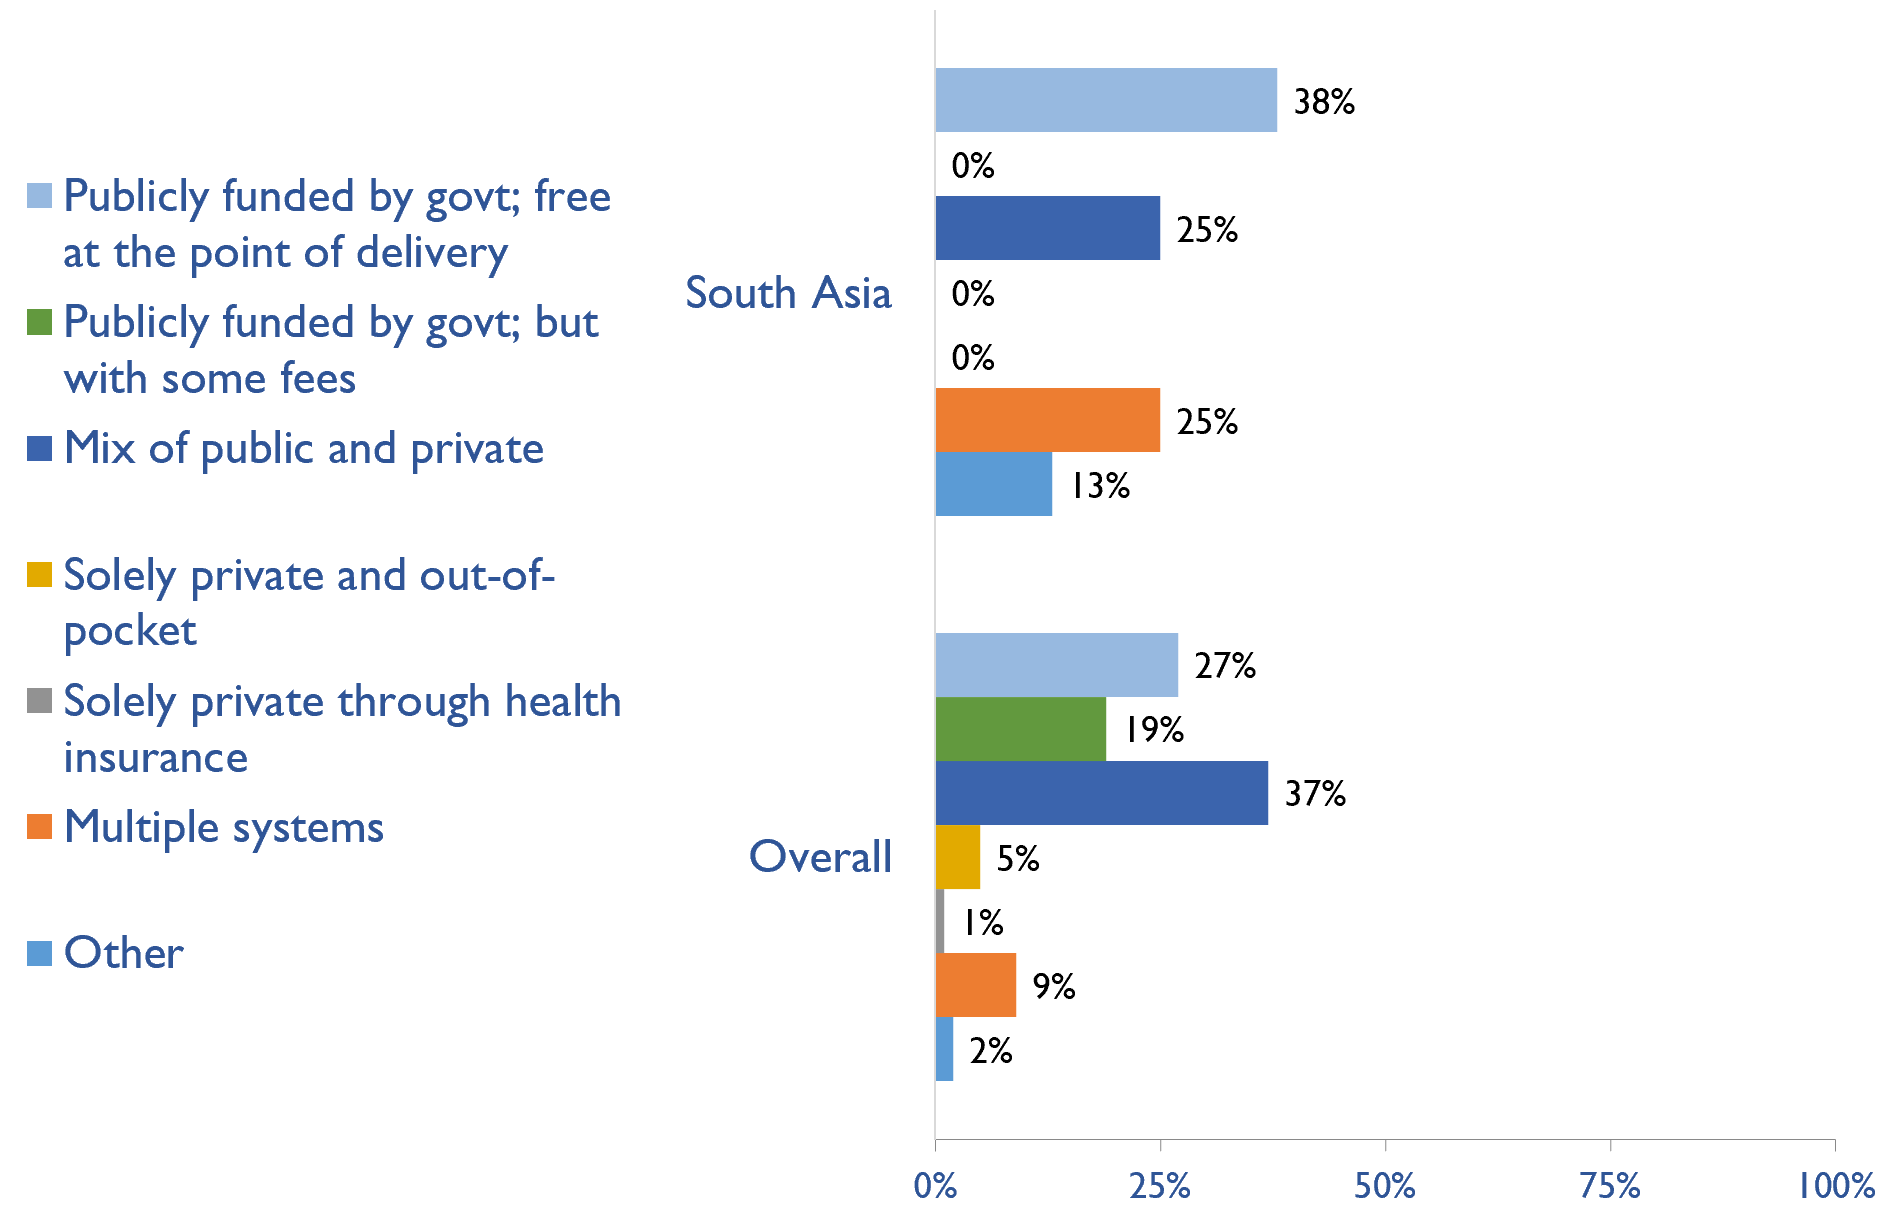 Publicly funded by govt; free
at the point of delivery
Publicly funded by govt; but
with some fees
Mix of public and private
Solely private and out-of-
pocket
Solely private through health
insurance
Multiple systems
Other
South Asia
38%
0%
25%
0%
0%
25%
13%
Overall
27%
19%
37%
5%
1%
9%
2%
0% 25% 50% 75% 100%